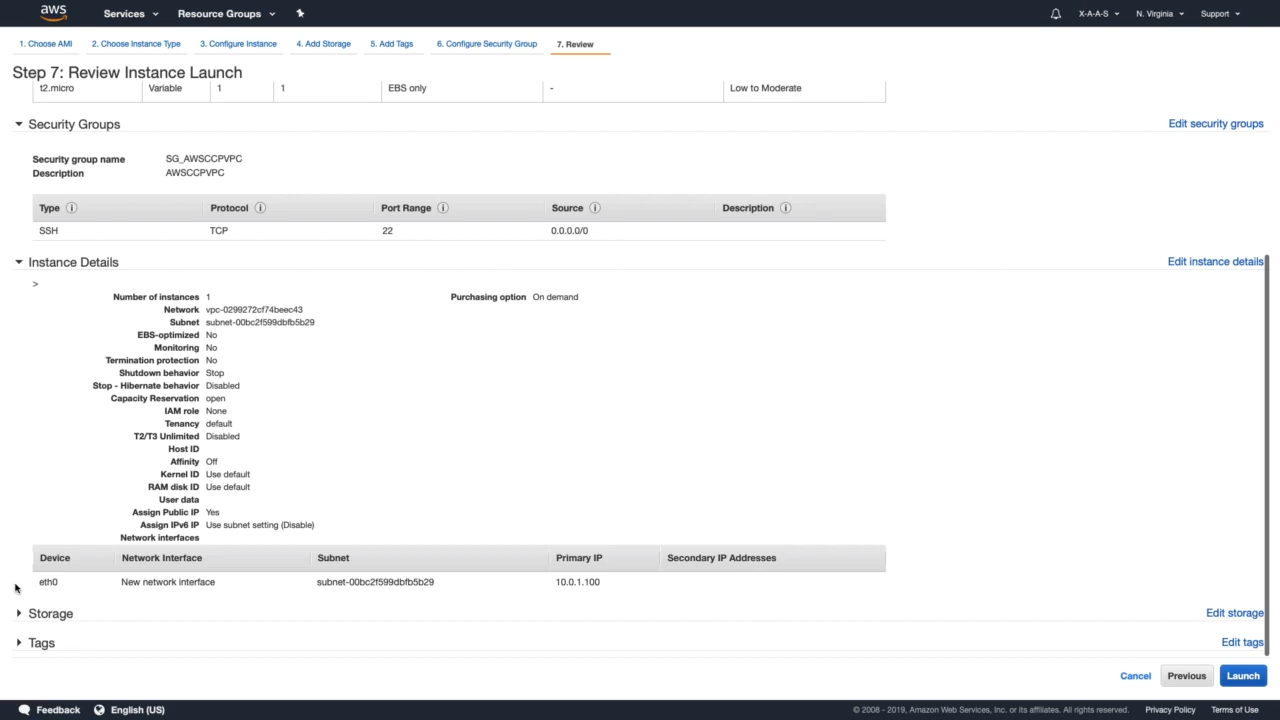 aws Services Resource Groups X-A-A-S N. Virginia Support
1. Choose AMI 2. Choose Instance Type 3. Configure Instance 4. Add Storage 5. Add Tags 6. Configure Security Group 7. Review
Step 7: Review Instance Launch
t2.micro Variable 1 1 EBS only - Low to Moderate
Security Groups Edit security groups
Security group name SG_AWSCCPVPC
Description AWSCCPVPC
Type Protocol Port Range Source Description
SSH TCP 22 0.0.0.0/0
Instance Details Edit instance details
>
Number of instances 1 Purchasing option On demand
Network vpc-0299272cf74beec43
Subnet subnet-00bc2f599dbfb5b29
EBS-optimized No
Monitoring No
Termination protection No
Shutdown behavior Stop
Stop - Hibernate behavior Disabled
Capacity Reservation open
IAM role None
Tenancy default
T2/T3 Unlimited Disabled
Host ID
Affinity Off
Kernel ID Use default
RAM disk ID Use default
User data
Assign Public IP Yes
Assign IPv6 IP Use subnet setting (Disable)
Network interfaces
Device Network Interface Subnet Primary IP Secondary IP Addresses
eth0 New network interface subnet-00bc2f599dbfb5b29 10.0.1.100
Storage Edit storage
Tags Edit tags
Cancel Previous Launch
Feedback English (US) © 2008 - 2019, Amazon Web Services, Inc. or its affiliates. All rights reserved. Privacy Policy Terms of Use